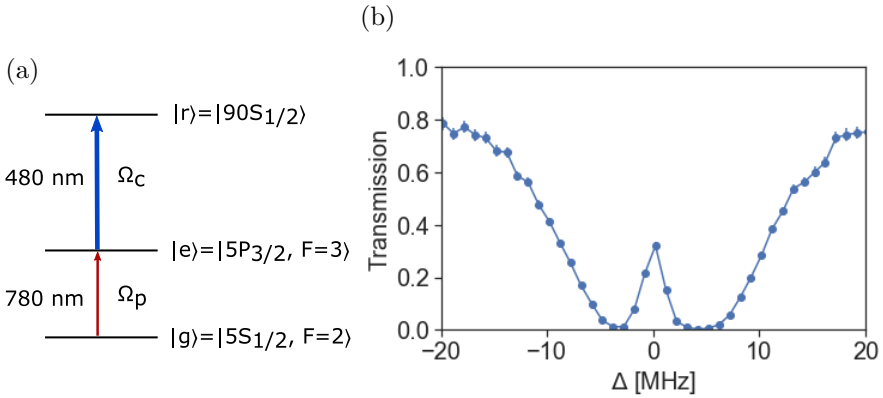 (a)
|r⟩=|90S1/2⟩
480 nm
Ωc
|e⟩=|5P3/2, F=3⟩
780 nm
Ωp
|g⟩=|5S1/2, F=2⟩
(b)
1.0
0.8
0.6
0.4
0.2
0.0
Transmission
−20
−10
0
10
20
Δ [MHz]